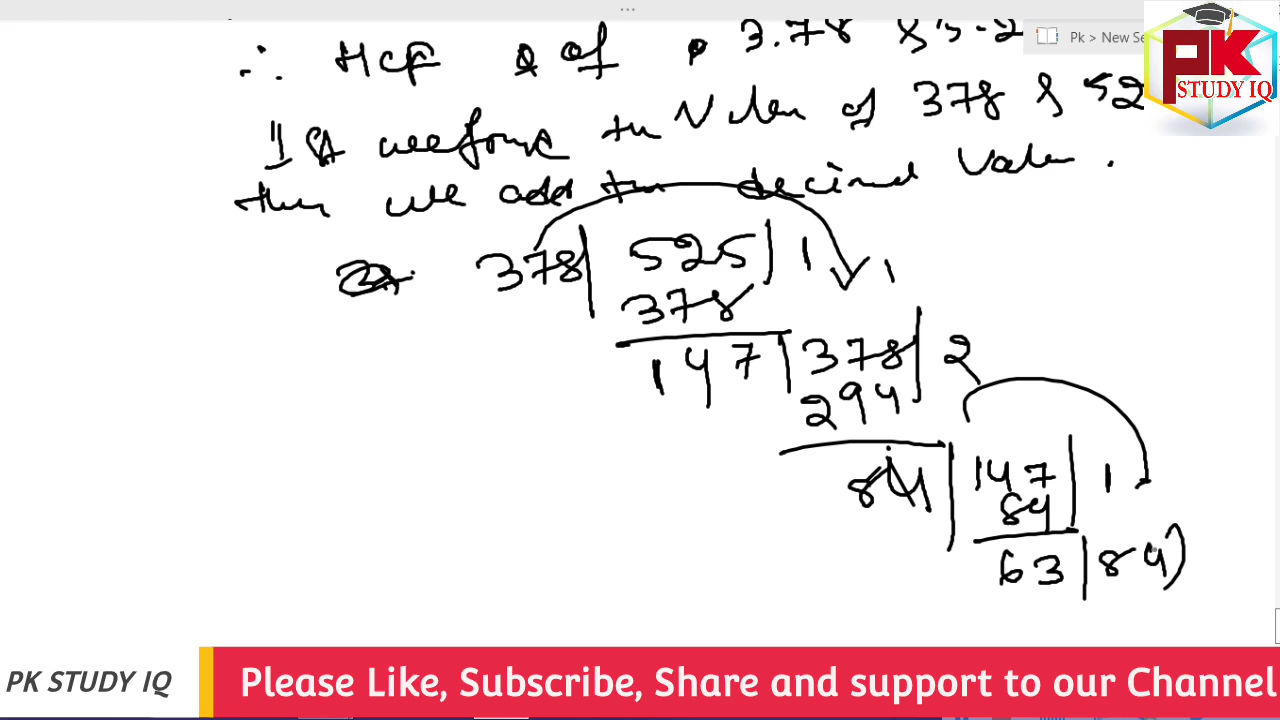 ...
∴ HCF of 3.78 & 5.2
Pk > New Se
PK
STUDY IQ
1st we found the Value of 378 & 52
then we add the decimal Value .
378 | 525 | 1
1
378
147 | 378 | 2
294
84 | 147 | 1
84
63 | 84 )
PK STUDY IQ
Please Like, Subscribe, Share and support to our Channel